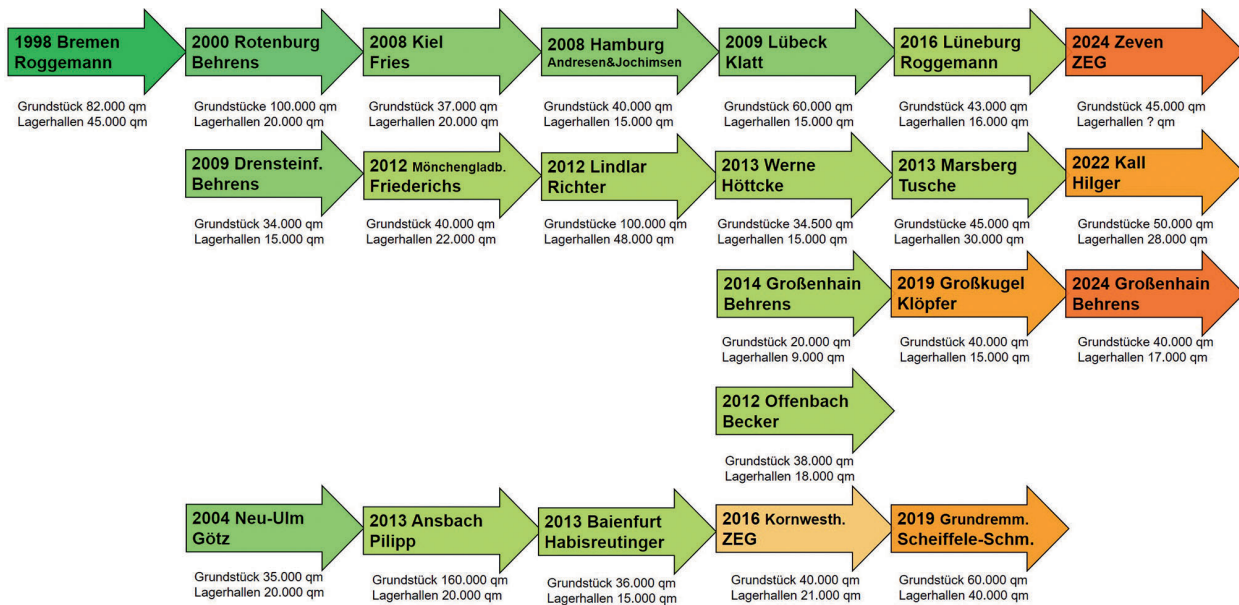 1998 Bremen
Roggemann
Grundstück 82.000 qm
Lagerhallen 45.000 qm
2000 Rotenburg
Behrens
Grundstücke 100.000 qm
Lagerhallen 20.000 qm
2008 Kiel
Fries
Grundstück 37.000 qm
Lagerhallen 20.000 qm
2008 Hamburg
Andresen&Jochimsen
Grundstück 40.000 qm
Lagerhallen 15.000 qm
2009 Lübeck
Klatt
Grundstück 60.000 qm
Lagerhallen 15.000 qm
2016 Lüneburg
Roggemann
Grundstück 43.000 qm
Lagerhallen 16.000 qm
2024 Zeven
ZEG
Grundstück 45.000 qm
Lagerhallen ? qm
2009 Drensteinf.
Behrens
Grundstück 34.000 qm
Lagerhallen 15.000 qm
2012 Mönchengladb.
Friederichs
Grundstück 40.000 qm
Lagerhallen 22.000 qm
2012 Lindlar
Richter
Grundstücke 100.000 qm
Lagerhallen 48.000 qm
2013 Werne
Höttcke
Grundstücke 34.500 qm
Lagerhallen 15.000 qm
2013 Marsberg
Tusche
Grundstücke 45.000 qm
Lagerhallen 30.000 qm
2022 Kall
Hilger
Grundstücke 50.000 qm
Lagerhallen 28.000 qm
2014 Großenhain
Behrens
Grundstück 20.000 qm
Lagerhallen 9.000 qm
2019 Großkugel
Klöpfer
Grundstück 40.000 qm
Lagerhallen 15.000 qm
2024 Großenhain
Behrens
Grundstücke 40.000 qm
Lagerhallen 17.000 qm
2012 Offenbach
Becker
Grundstück 38.000 qm
Lagerhallen 18.000 qm
2004 Neu-Ulm
Götz
Grundstück 35.000 qm
Lagerhallen 20.000 qm
2013 Ansbach
Pilipp
Grundstück 160.000 qm
Lagerhallen 20.000 qm
2013 Baienfurt
Habisreutinger
Grundstück 36.000 qm
Lagerhallen 15.000 qm
2016 Kornwesth.
ZEG
Grundstück 40.000 qm
Lagerhallen 21.000 qm
2019 Grundremm.
Scheiffele-Schm.
Grundstück 60.000 qm
Lagerhallen 40.000 qm